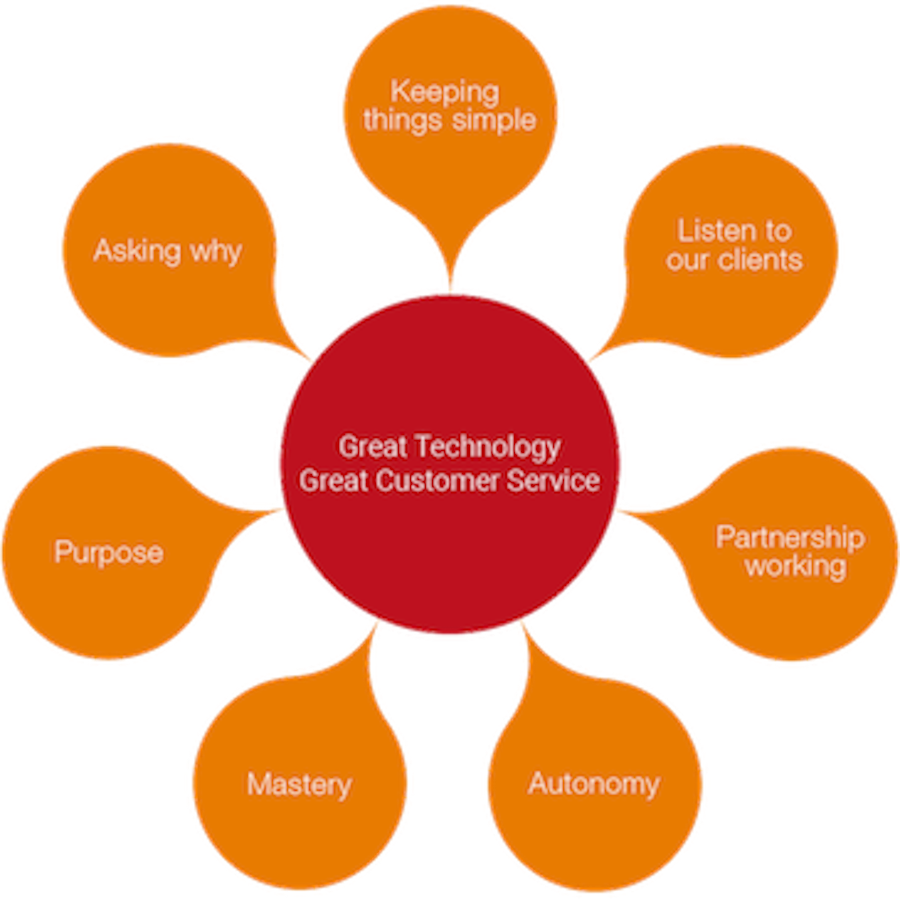 Keeping
things simple
Listen to
our clients
Asking why
Great Technology
Great Customer Service
Partnership
working
Purpose
Mastery
Autonomy